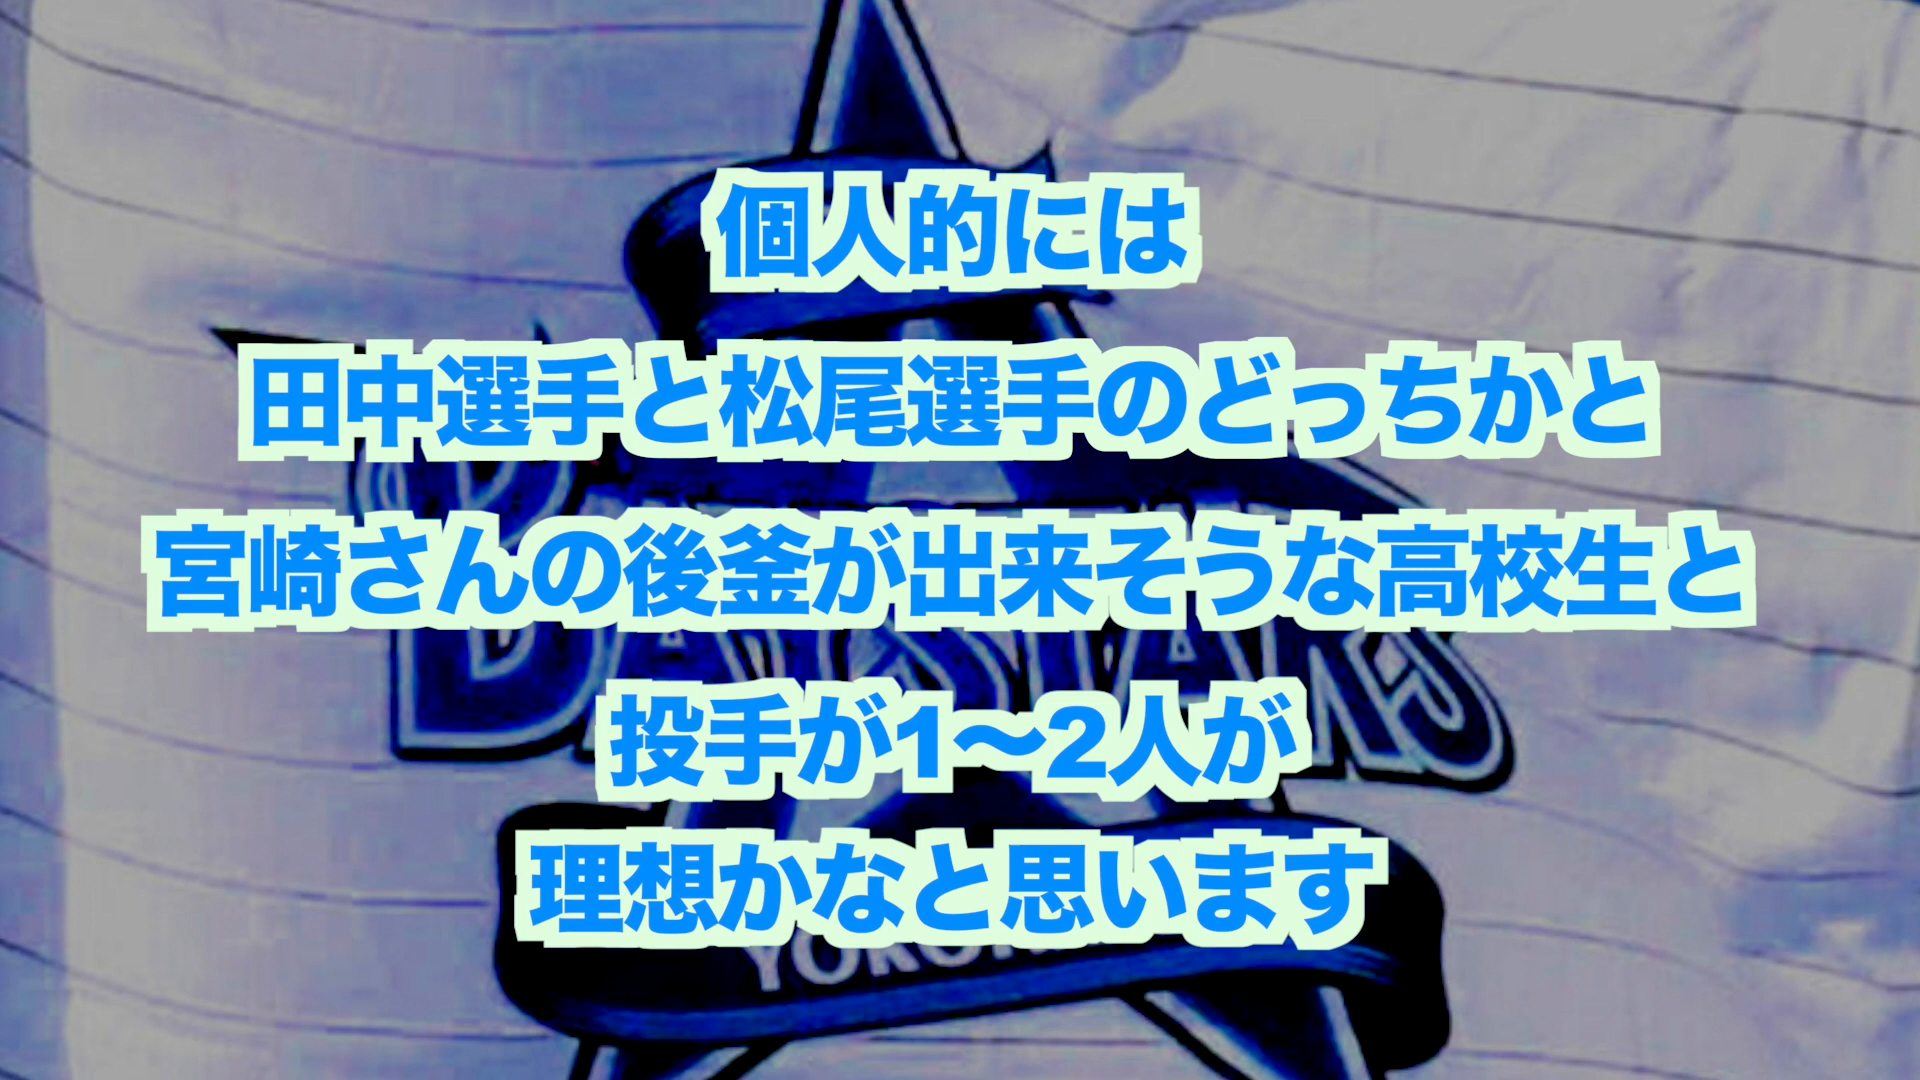 個人的には
田中選手と松尾選手のどっちかと
宮崎さんの後釜が出来そうな高校生と
投手が1〜2人が
理想かなと思います
BAYSTARS